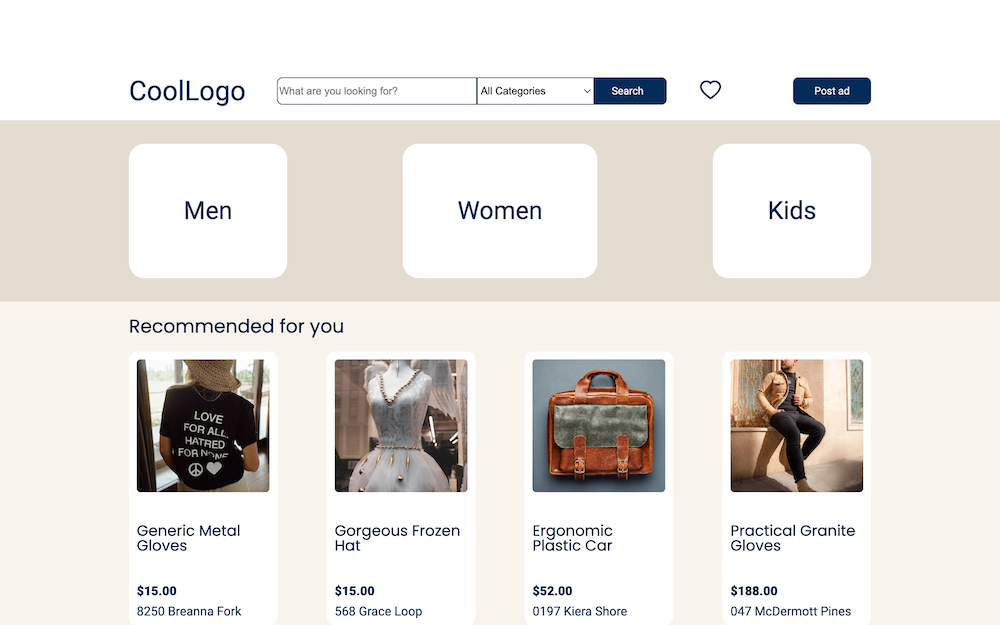 CoolLogo
What are you looking for?
All Categories
Search
Post ad
Men
Women
Kids
Recommended for you
LOVE
FOR ALL,
HATRED
FOR NONE
Generic Metal
Gloves
$15.00
8250 Breanna Fork
Gorgeous Frozen
Hat
$15.00
568 Grace Loop
Ergonomic
Plastic Car
$52.00
0197 Kiera Shore
Practical Granite
Gloves
$188.00
047 McDermott Pines